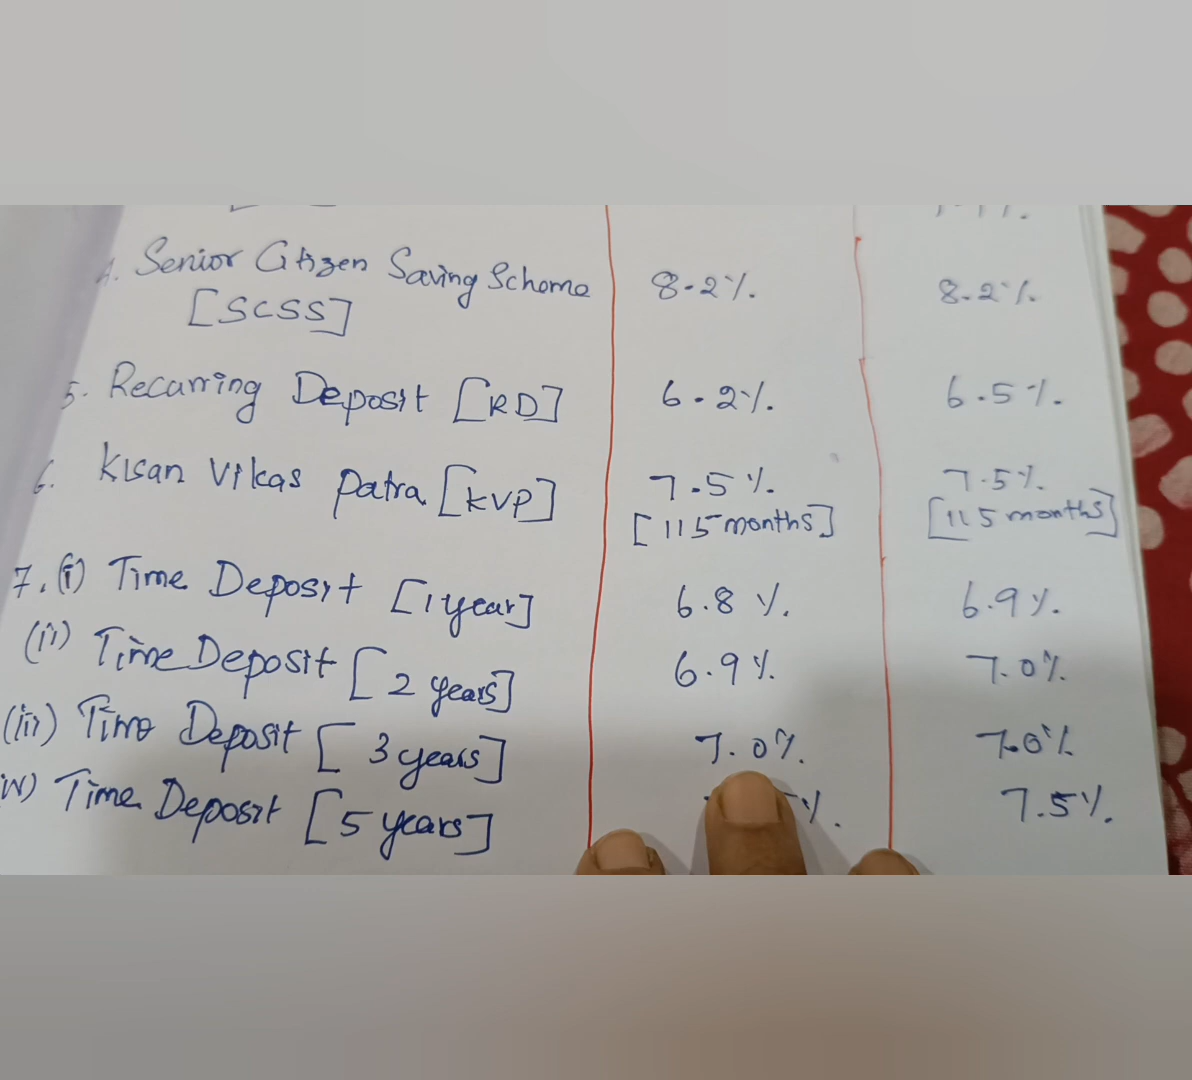 4. Senior Citizen Saving Scheme 8.2%. 8.2%.
[SCSS]
5. Recurring Deposit [RD] 6.2%. 6.5%.
6. Kisan Vikas Patra [KVP] 7.5%. 7.5%.
[115 months] [115 months]
7. (i) Time Deposit [1 year] 6.8%. 6.9%.
(ii) Time Deposit [2 years] 6.9%. 7.0%.
(iii) Time Deposit [3 years] 7.0%. 7.0%
iv) Time Deposit [5 years] 7.5%.